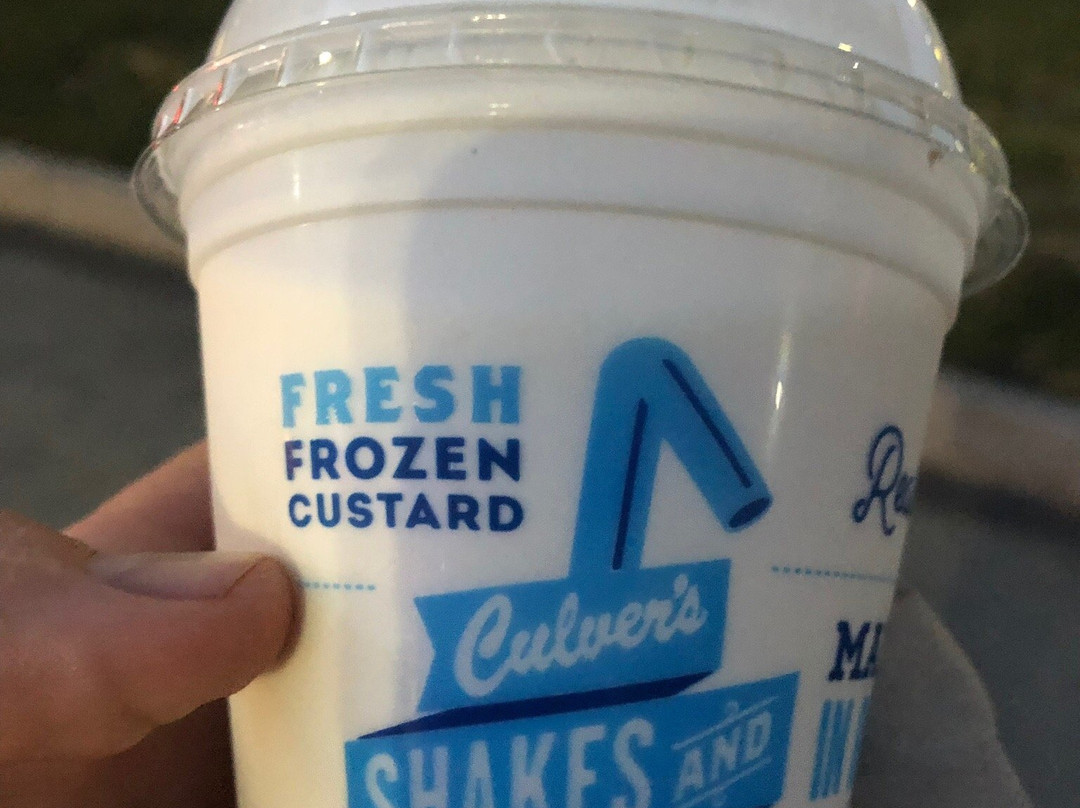 FRESH
FROZEN
CUSTARD
Culver's
SHAKES AND